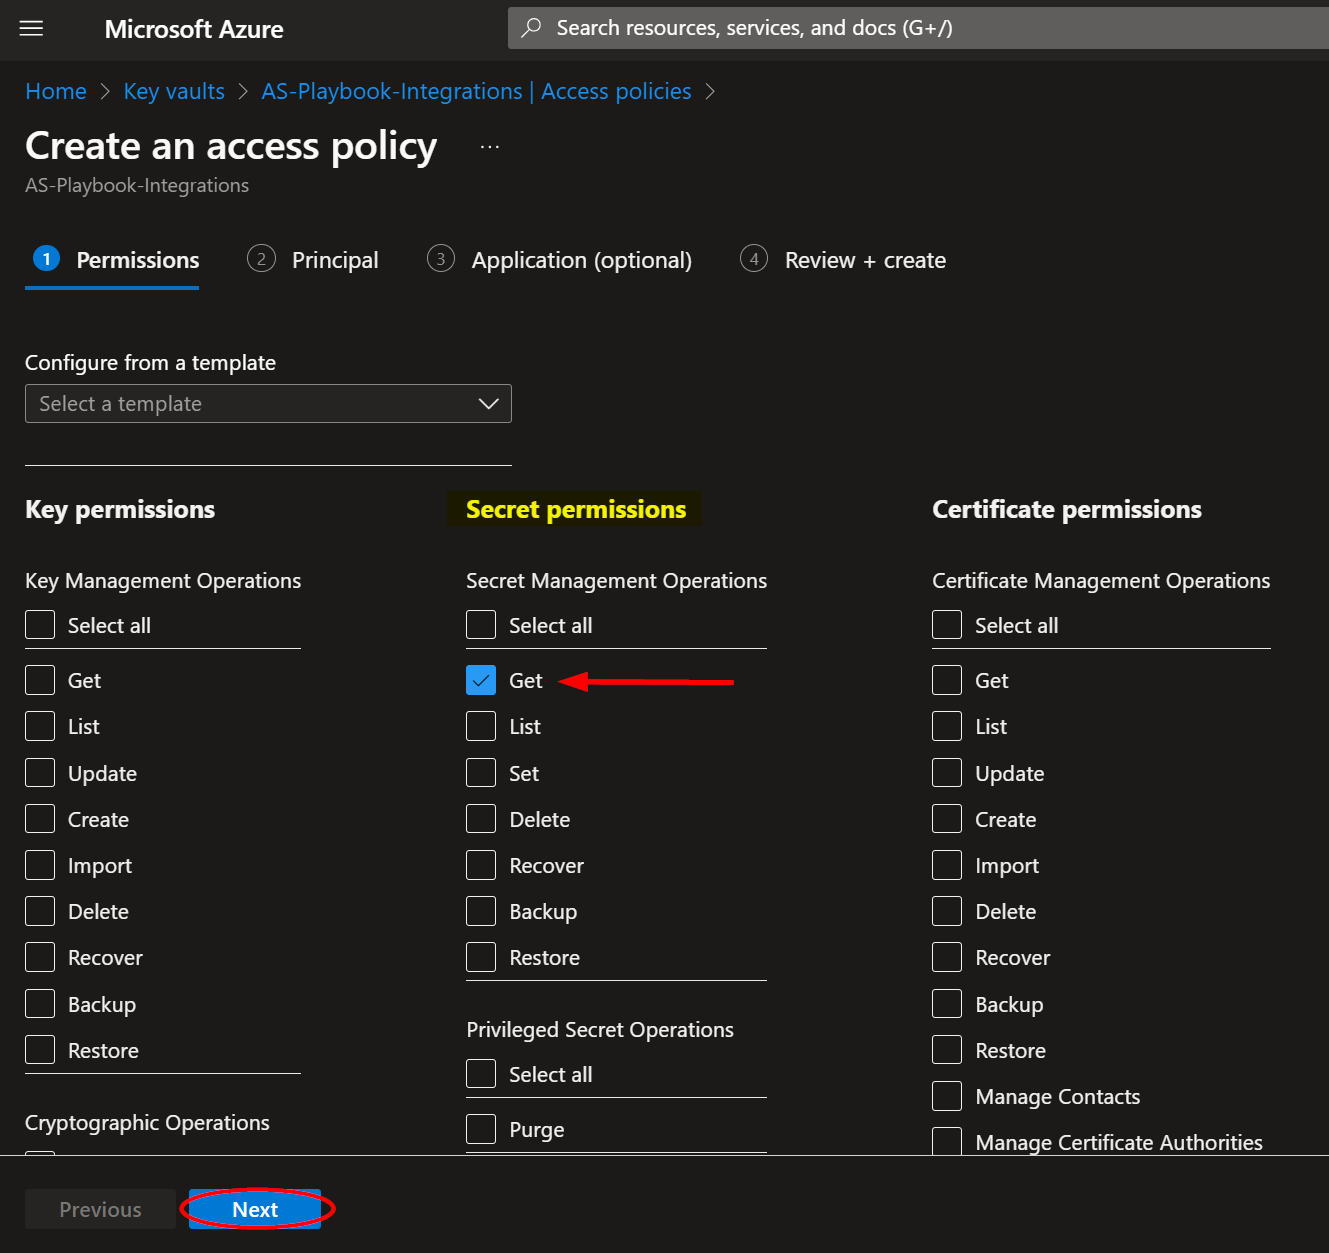 Microsoft Azure
Search resources, services, and docs (G+/)
Home > Key vaults > AS-Playbook-Integrations | Access policies >
Create an access policy ...
AS-Playbook-Integrations
1 Permissions
2 Principal
3 Application (optional)
4 Review + create
Configure from a template
Select a template
Key permissions
Key Management Operations
Select all
Get
List
Update
Create
Import
Delete
Recover
Backup
Restore
Cryptographic Operations
Secret permissions
Secret Management Operations
Select all
Get
List
Set
Delete
Recover
Backup
Restore
Privileged Secret Operations
Select all
Purge
Certificate permissions
Certificate Management Operations
Select all
Get
List
Update
Create
Import
Delete
Recover
Backup
Restore
Manage Contacts
Manage Certificate Authorities
Previous
Next